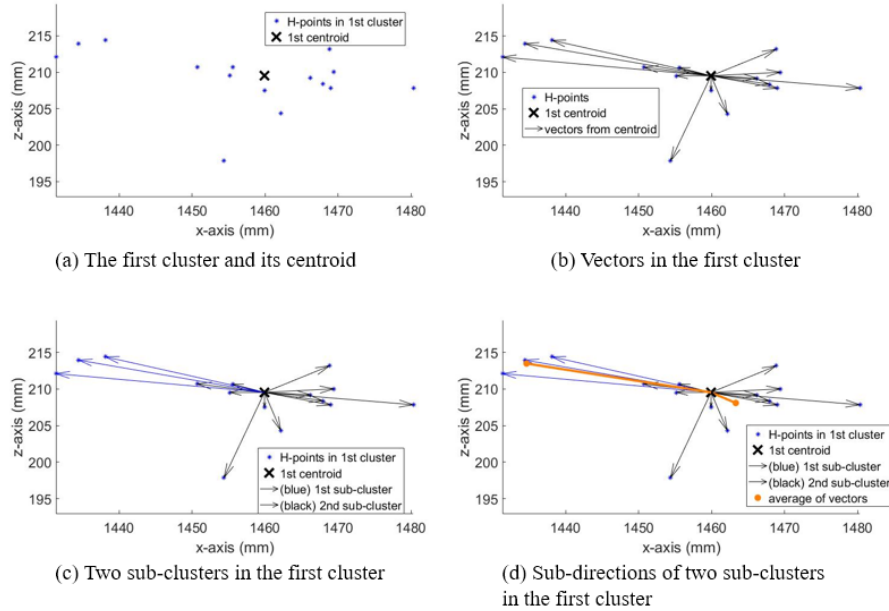 z-axis (mm)
215
210
205
200
195
1440 1450 1460 1470 1480
x-axis (mm)
H-points in 1st cluster
1st centroid
(a) The first cluster and its centroid
z-axis (mm)
215
210
205
200
195
1440 1450 1460 1470 1480
x-axis (mm)
H-points
1st centroid
vectors from centroid
(b) Vectors in the first cluster
z-axis (mm)
215
210
205
200
195
1440 1450 1460 1470 1480
x-axis (mm)
H-points in 1st cluster
1st centroid
(blue) 1st sub-cluster
(black) 2nd sub-cluster
(c) Two sub-clusters in the first cluster
z-axis (mm)
215
210
205
200
195
1440 1450 1460 1470 1480
x-axis (mm)
H-points in 1st cluster
1st centroid
(blue) 1st sub-cluster
(black) 2nd sub-cluster
average of vectors
(d) Sub-directions of two sub-clusters
in the first cluster